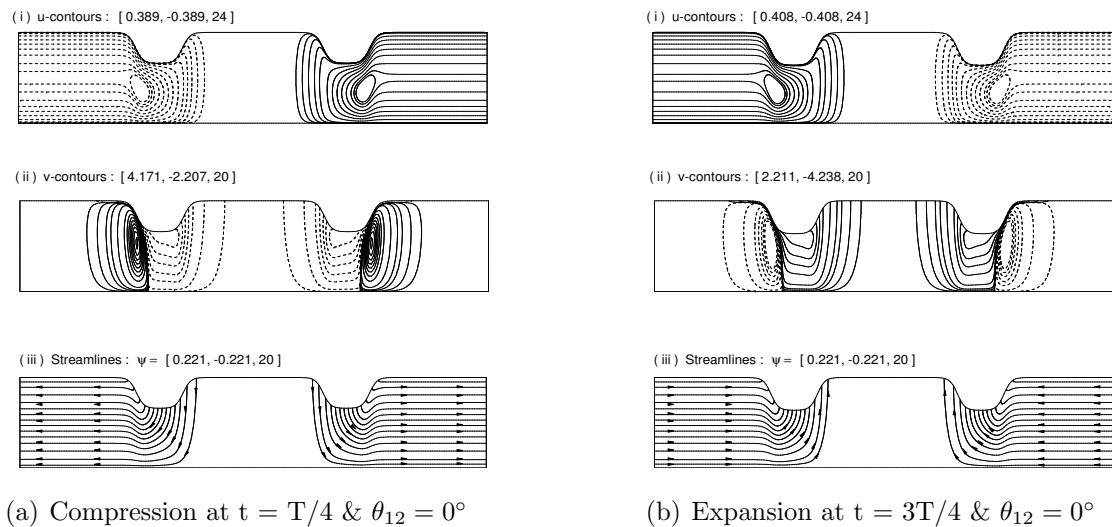 ( i ) u-contours : [ 0.389, -0.389, 24 ]
( ii ) v-contours : [ 4.171, -2.207, 20 ]
(iii ) Streamlines : ψ = [ 0.221, -0.221, 20 ]
(a) Compression at t = T/4 & θ₁₂ = 0°
( i ) u-contours : [ 0.408, -0.408, 24 ]
( ii ) v-contours : [ 2.211, -4.238, 20 ]
(iii ) Streamlines : ψ = [ 0.221, -0.221, 20 ]
(b) Expansion at t = 3T/4 & θ₁₂ = 0°